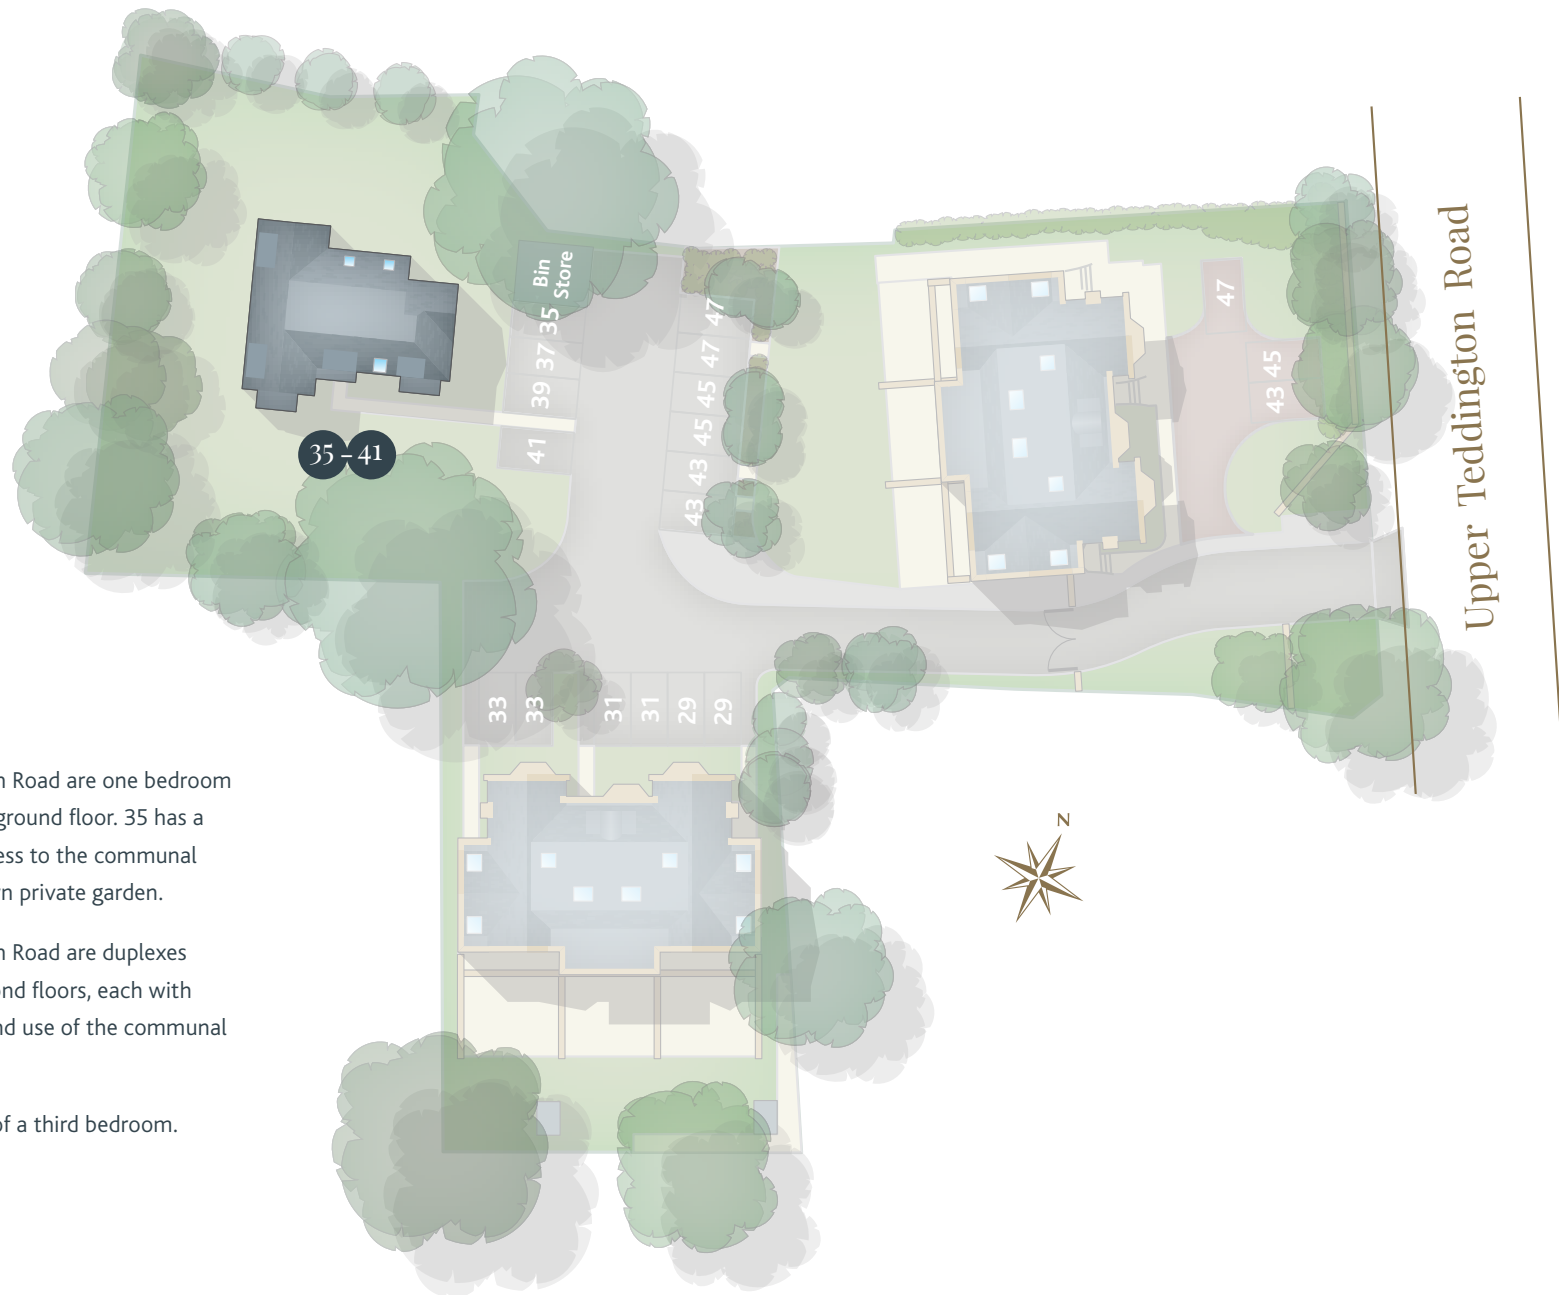 Bin
Store
35
37
39
41
47
47
45
45
43
43
47
45
43
Upper Teddington Road
35 – 41
33
33
31
31
29
29
n Road are one bedroom
ground floor. 35 has a
ess to the communal
n private garden.
n Road are duplexes
ond floors, each with
nd use of the communal
of a third bedroom.
N